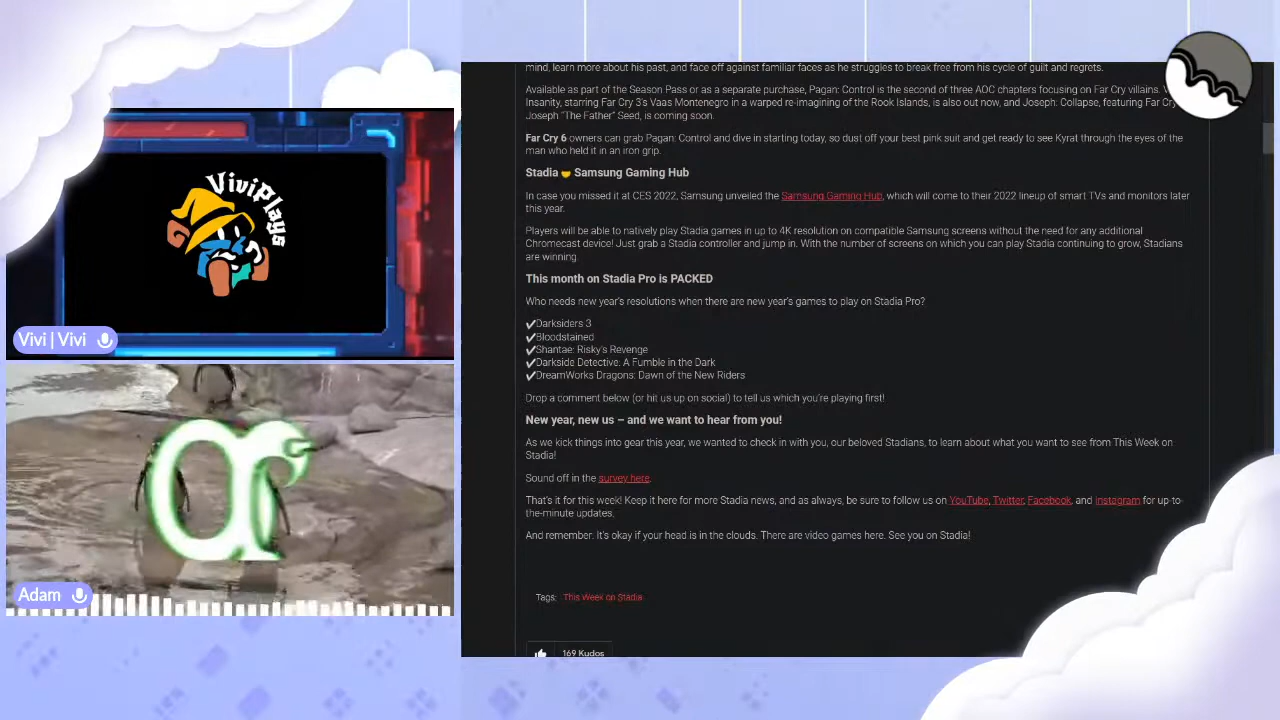 mind, learn more about his past, and face off against familiar faces as he struggles to break free from his cycle of guilt and regrets.
Available as part of the Season Pass or as a separate purchase, Pagan: Control is the second of three AOC chapters focusing on Far Cry villains.
Insanity, starring Far Cry 3's Vaas Montenegro in a warped re-imagining of the Rook Islands, is also out now, and Joseph: Collapse, featuring Far Cry
Joseph "The Father" Seed, is coming soon.
Far Cry 6 owners can grab Pagan: Control and dive in starting today, so dust off your best pink suit and get ready to see Kyrat through the eyes of the
man who held it in an iron grip.
Stadia 🤝 Samsung Gaming Hub
In case you missed it at CES 2022, Samsung unveiled the Samsung Gaming Hub, which will come to their 2022 lineup of smart TVs and monitors later
this year.
Players will be able to natively play Stadia games in up to 4K resolution on compatible Samsung screens without the need for any additional
Chromecast device! Just grab a Stadia controller and jump in. With the number of screens on which you can play Stadia continuing to grow, Stadians
are winning.
This month on Stadia Pro is PACKED
Who needs new year's resolutions when there are new year's games to play on Stadia Pro?
✔Darksiders 3
✔Bloodstained
✔Shantae: Risky's Revenge
✔Darkside Detective: A Fumble in the Dark
✔DreamWorks Dragons: Dawn of the New Riders
Drop a comment below (or hit us up on social) to tell us which you're playing first!
New year, new us – and we want to hear from you!
As we kick things into gear this year, we wanted to check in with you, our beloved Stadians, to learn about what you want to see from This Week on
Stadia!
Sound off in the survey here.
That's it for this week! Keep it here for more Stadia news, and as always, be sure to follow us on YouTube, Twitter, Facebook, and Instagram for up-to-
the-minute updates.
And remember. It's okay if your head is in the clouds. There are video games here. See you on Stadia!
Tags: This Week on Stadia
169 Kudos
ViviPlays
Vivi | Vivi
Adam